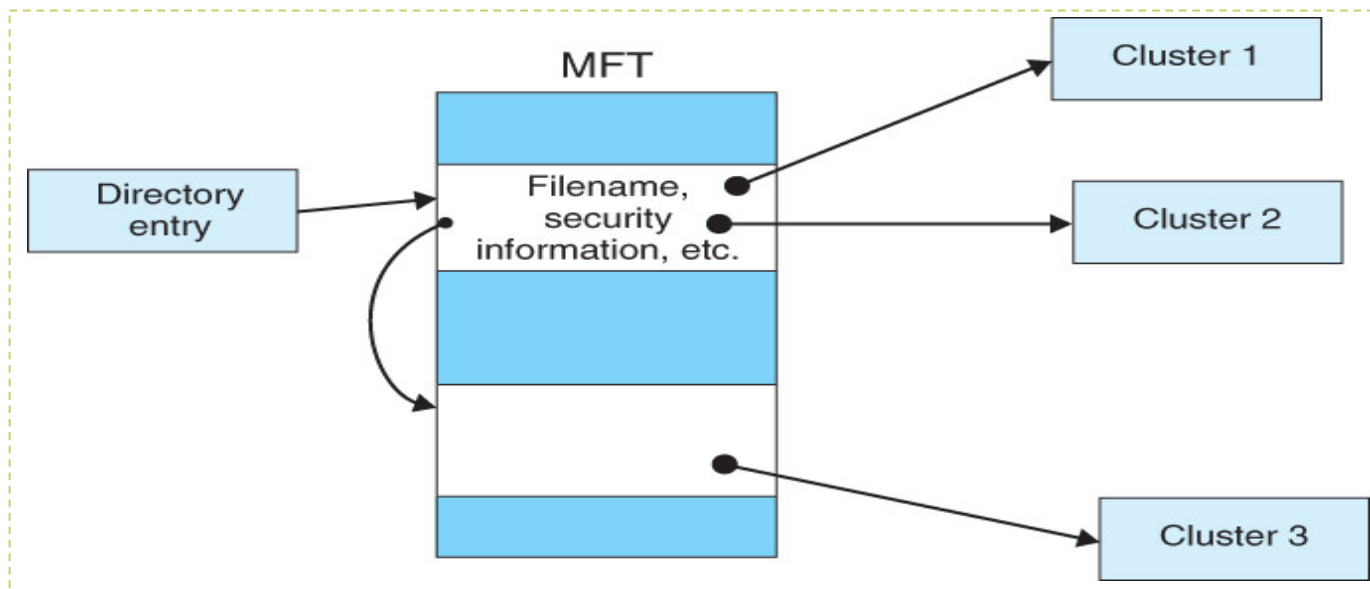 MFT
Cluster 1
Directory
entry
Filename,
security
information, etc.
Cluster 2
Cluster 3